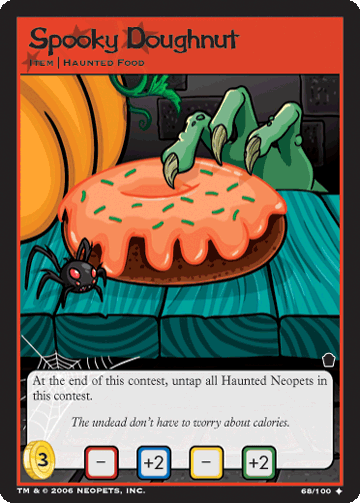 Spooky Doughnut
Item | Haunted Food
At the end of this contest, untap all Haunted Neopets in
this contest.
The undead don't have to worry about calories.
3 – +2 – +2
TM & © 2006 NEOPETS, INC. 68/100